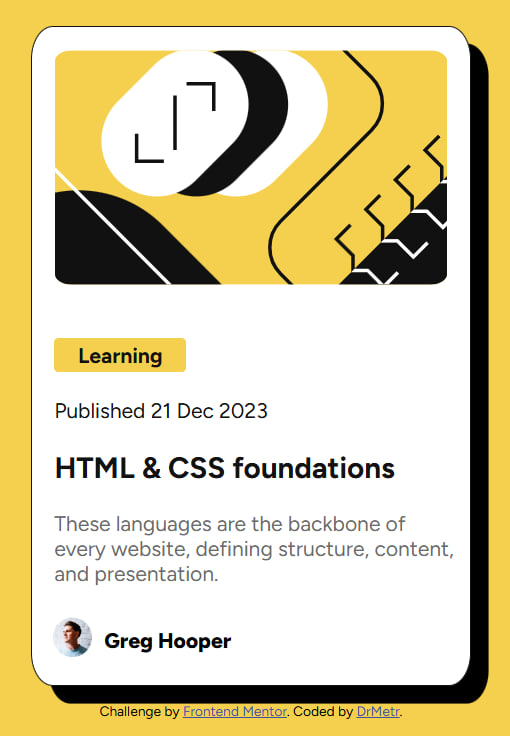 Learning
Published 21 Dec 2023
HTML & CSS foundations
These languages are the backbone of
every website, defining structure, content,
and presentation.
Greg Hooper
Challenge by Frontend Mentor. Coded by DrMetr.